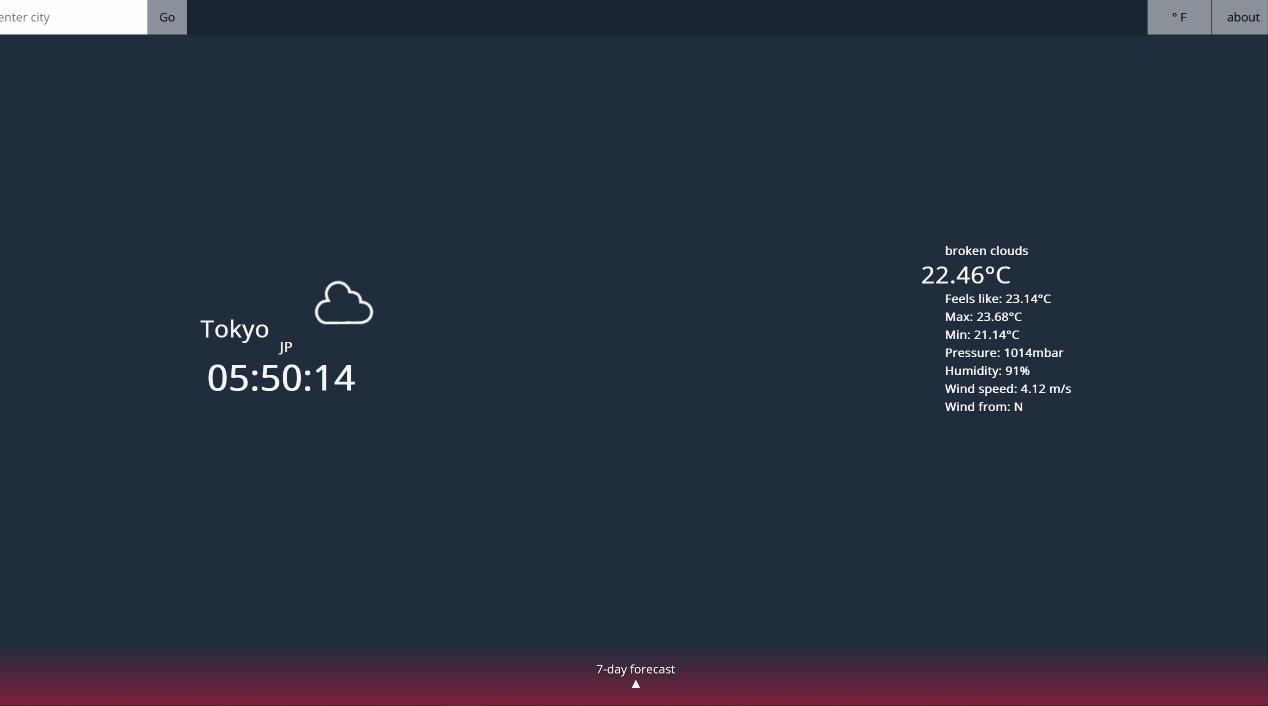 enter city
Go
° F
about
Tokyo
JP
05:50:14
broken clouds
22.46°C
Feels like: 23.14°C
Max: 23.68°C
Min: 21.14°C
Pressure: 1014mbar
Humidity: 91%
Wind speed: 4.12 m/s
Wind from: N
7-day forecast
▲